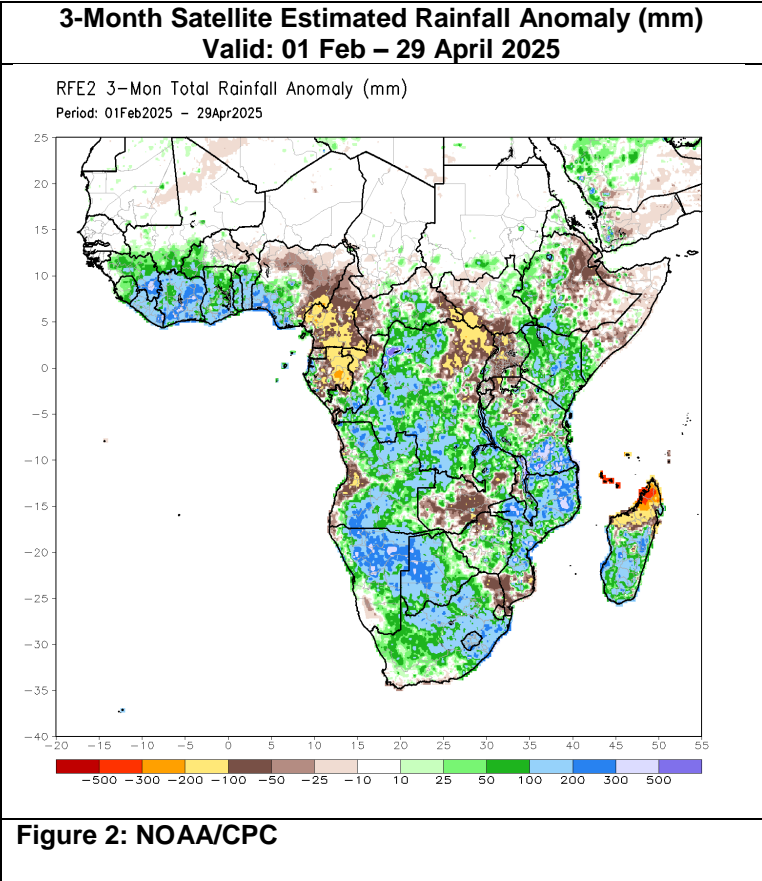 3-Month Satellite Estimated Rainfall Anomaly (mm)
Valid: 01 Feb – 29 April 2025
RFE2 3-Mon Total Rainfall Anomaly (mm)
Period: 01Feb2025 - 29Apr2025
25
20
15
10
5
0
-5
-10
-15
-20
-25
-30
-35
-40
-20 -15 -10 -5 0 5 10 15 20 25 30 35 40 45 50 55
-500 -300 -200 -100 -50 -25 -10 10 25 50 100 200 300 500
Figure 2: NOAA/CPC